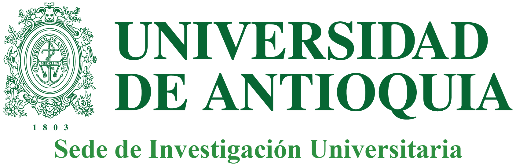 UNIVERSIDAD
DE ANTIOQUIA
1803
Sede de Investigación Universitaria